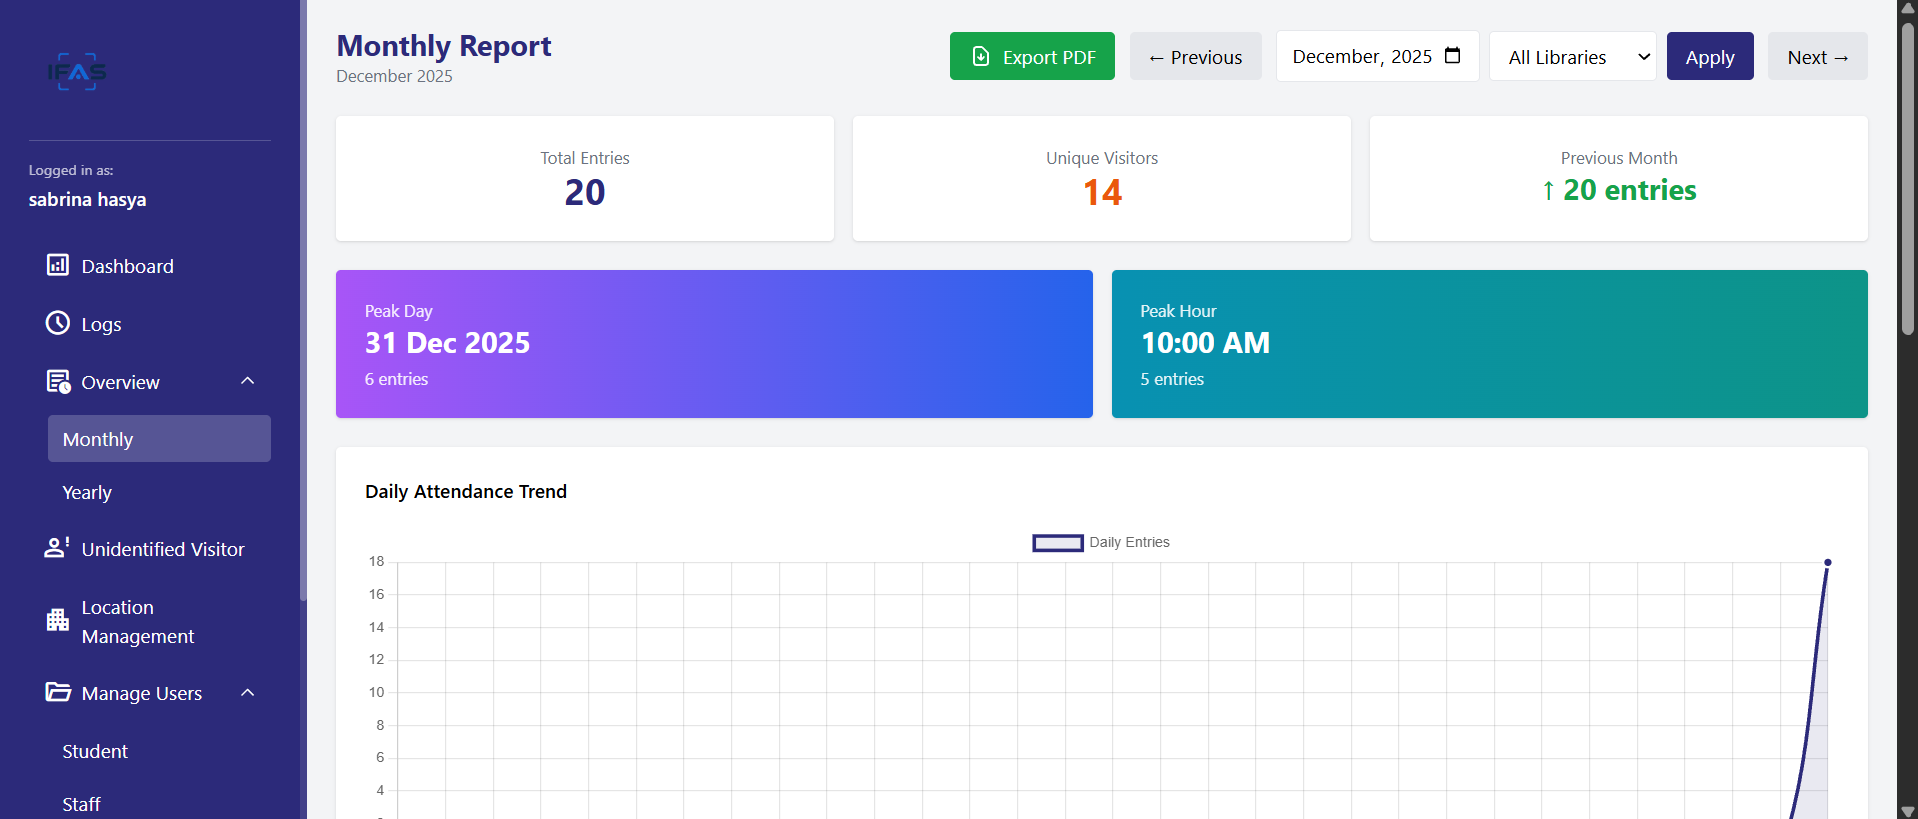 IFAS
Logged in as:
sabrina hasya
Dashboard
Logs
Overview
Monthly
Yearly
Unidentified Visitor
Location
Management
Manage Users
Student
Staff
Monthly Report
December 2025
Export PDF
← Previous
December, 2025
All Libraries
Apply
Next →
Total Entries
20
Unique Visitors
14
Previous Month
↑ 20 entries
Peak Day
31 Dec 2025
6 entries
Peak Hour
10:00 AM
5 entries
Daily Attendance Trend
Daily Entries
18
16
14
12
10
8
6
4